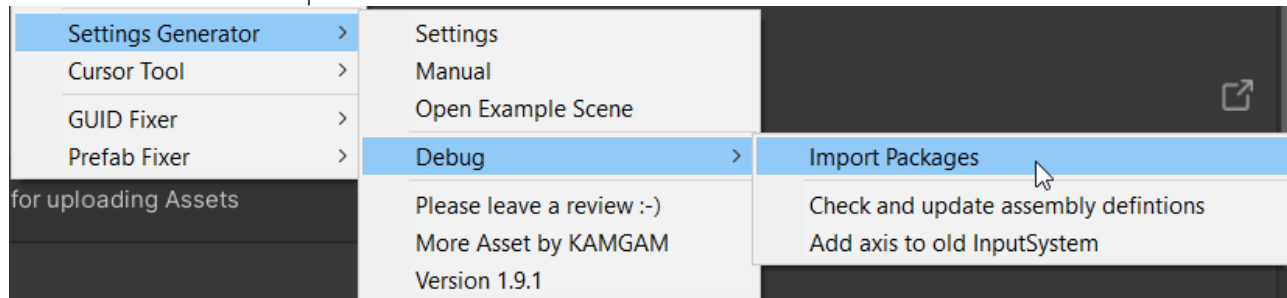 Settings Generator
Cursor Tool
GUID Fixer
Prefab Fixer
for uploading Assets
Settings
Manual
Open Example Scene
Debug
Please leave a review :-)
More Asset by KAMGAM
Version 1.9.1
Import Packages
Check and update assembly defintions
Add axis to old InputSystem